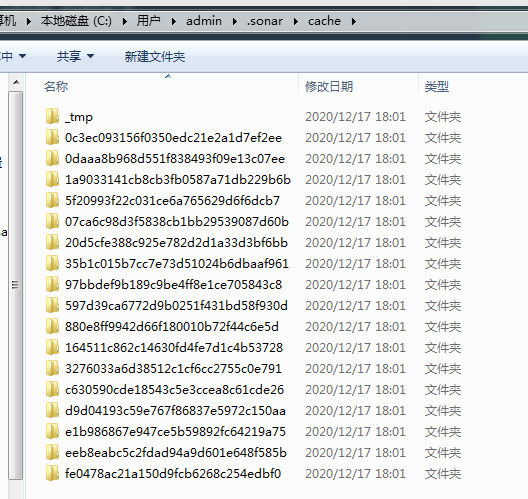 算机 ▸ 本地磁盘 (C:) ▸ 用户 ▸ admin ▸ .sonar ▸ cache ▸
中 ▾ 共享 ▾ 新建文件夹
名称 修改日期 类型
_tmp 2020/12/17 18:01 文件夹
0c3ec093156f0350edc21e2a1d7ef2ee 2020/12/17 18:01 文件夹
0daaa8b968d551f838493f09e13c07ee 2020/12/17 18:01 文件夹
1a9033141cb8cb3fb0587a71db229b6b 2020/12/17 18:01 文件夹
5f20993f22c031ce6a765629d6f6dcb7 2020/12/17 18:01 文件夹
07ca6c98d3f5838cb1bb29539087d60b 2020/12/17 18:01 文件夹
20d5cfe388c925e782d2d1a33d3bf6bb 2020/12/17 18:01 文件夹
35b1c015b7cc7e73d51024b6dbaaf961 2020/12/17 18:01 文件夹
97bbdef9b189c9be4ff8e1ce705843c8 2020/12/17 18:01 文件夹
597d39ca6772d9b0251f431bd58f930d 2020/12/17 18:01 文件夹
880e8ff9942d66f180010b72f44c6e5d 2020/12/17 18:01 文件夹
164511c862c14630fd4fe7d1c4b53728 2020/12/17 18:01 文件夹
3276033a6d38512c1cf6cc2755c0e791 2020/12/17 18:01 文件夹
c630590cde18543c5e3ccea8c61cde26 2020/12/17 18:01 文件夹
d9d04193c59e767f86837e5972c150aa 2020/12/17 18:01 文件夹
e1b986867e947ce5b59892fc64219a75 2020/12/17 18:01 文件夹
eeb8eabc5c2fdad94a9d601e648f585b 2020/12/17 18:01 文件夹
fe0478ac21a150d9fcb6268c254edbf0 2020/12/17 18:01 文件夹